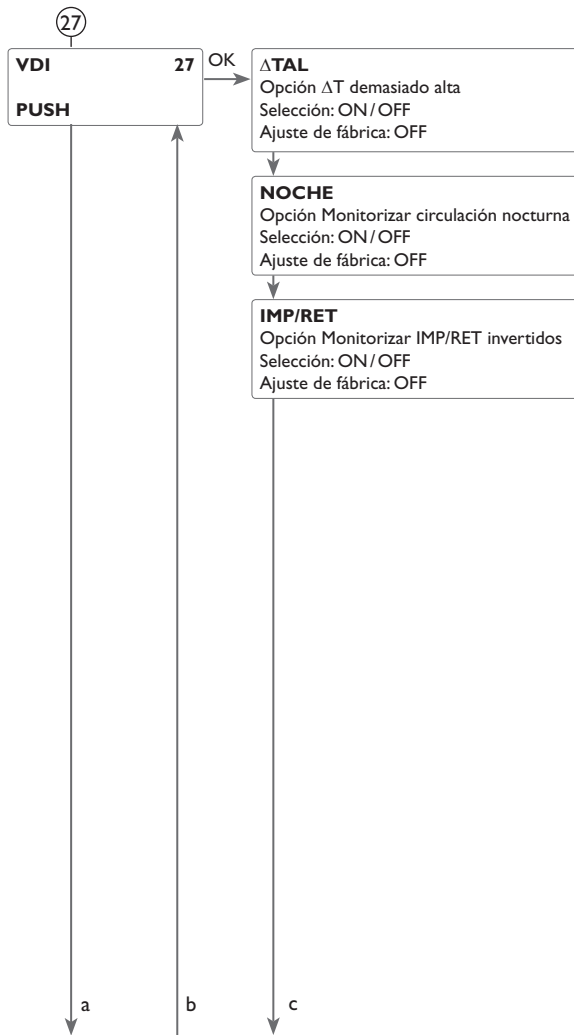 27
VDI 27
PUSH
OK
∆TAL
Opción ∆T demasiado alta
Selección: ON / OFF
Ajuste de fábrica: OFF
NOCHE
Opción Monitorizar circulación nocturna
Selección: ON / OFF
Ajuste de fábrica: OFF
IMP/RET
Opción Monitorizar IMP/RET invertidos
Selección: ON / OFF
Ajuste de fábrica: OFF
a b c